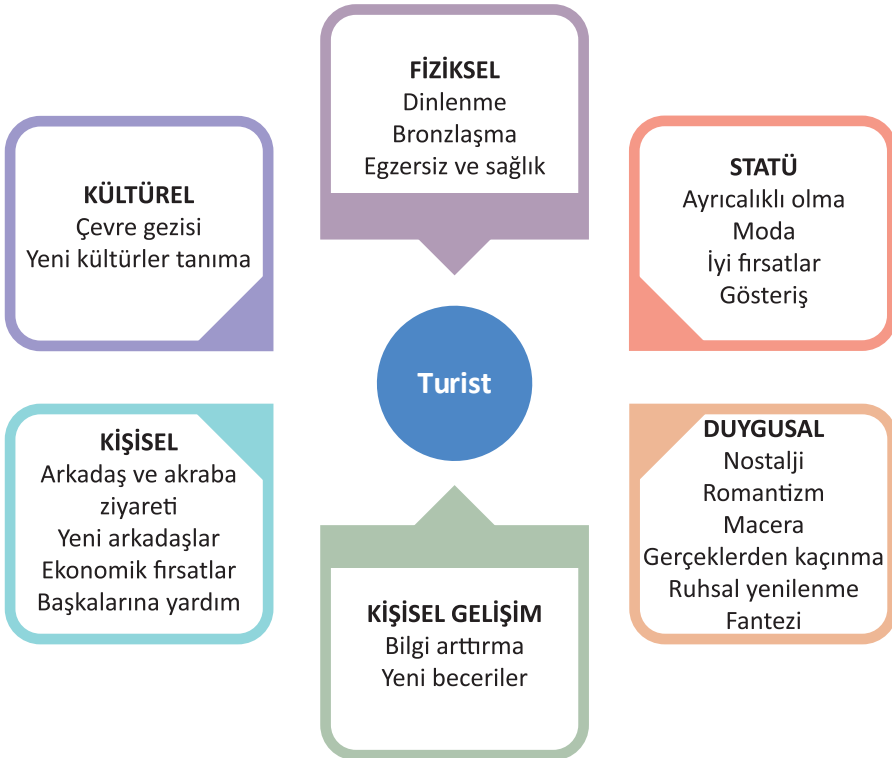 FİZİKSEL
Dinlenme
Bronzlaşma
Egzersiz ve sağlık
KÜLTÜREL
Çevre gezisi
Yeni kültürler tanıma
STATÜ
Ayrıcalıklı olma
Moda
İyi fırsatlar
Gösteriş
Turist
KİŞİSEL
Arkadaş ve akraba
ziyareti
Yeni arkadaşlar
Ekonomik fırsatlar
Başkalarına yardım
DUYGUSAL
Nostalji
Romantizm
Macera
Gerçeklerden kaçınma
Ruhsal yenilenme
Fantezi
KİŞİSEL GELİŞİM
Bilgi arttırma
Yeni beceriler